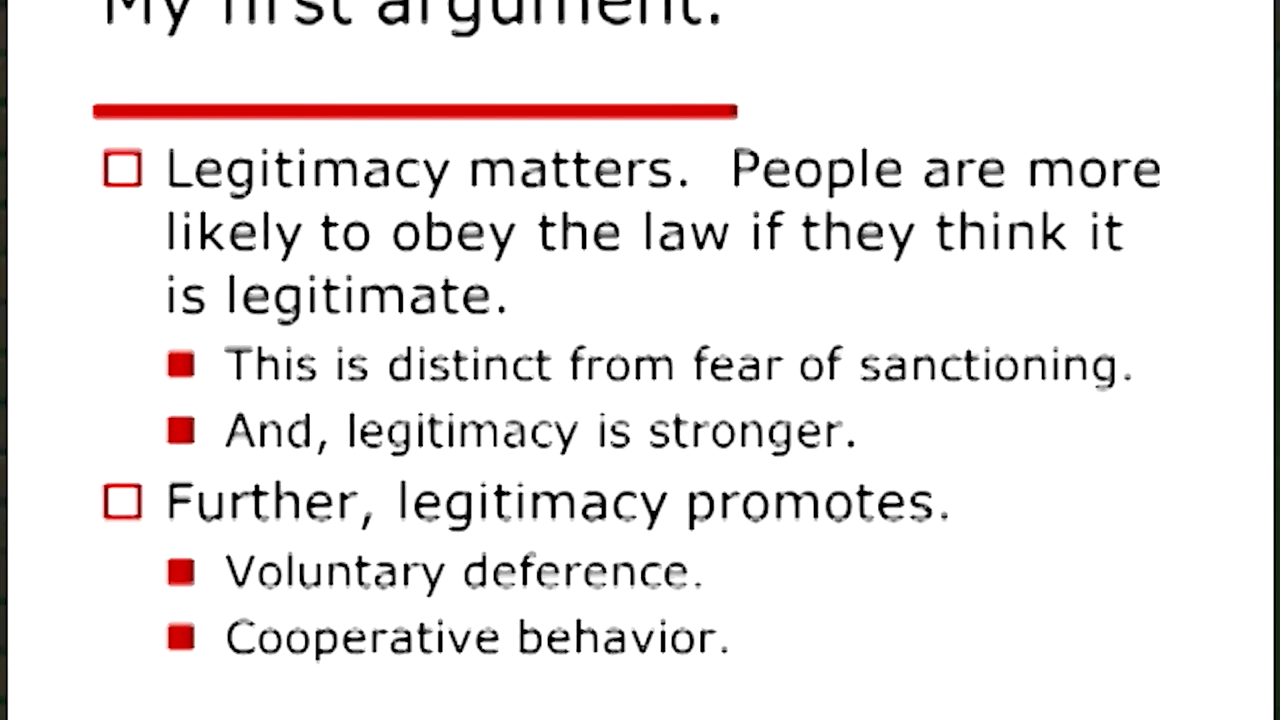 My first argument.
Legitimacy matters. People are more
likely to obey the law if they think it
is legitimate.
This is distinct from fear of sanctioning.
And, legitimacy is stronger.
Further, legitimacy promotes.
Voluntary deference.
Cooperative behavior.